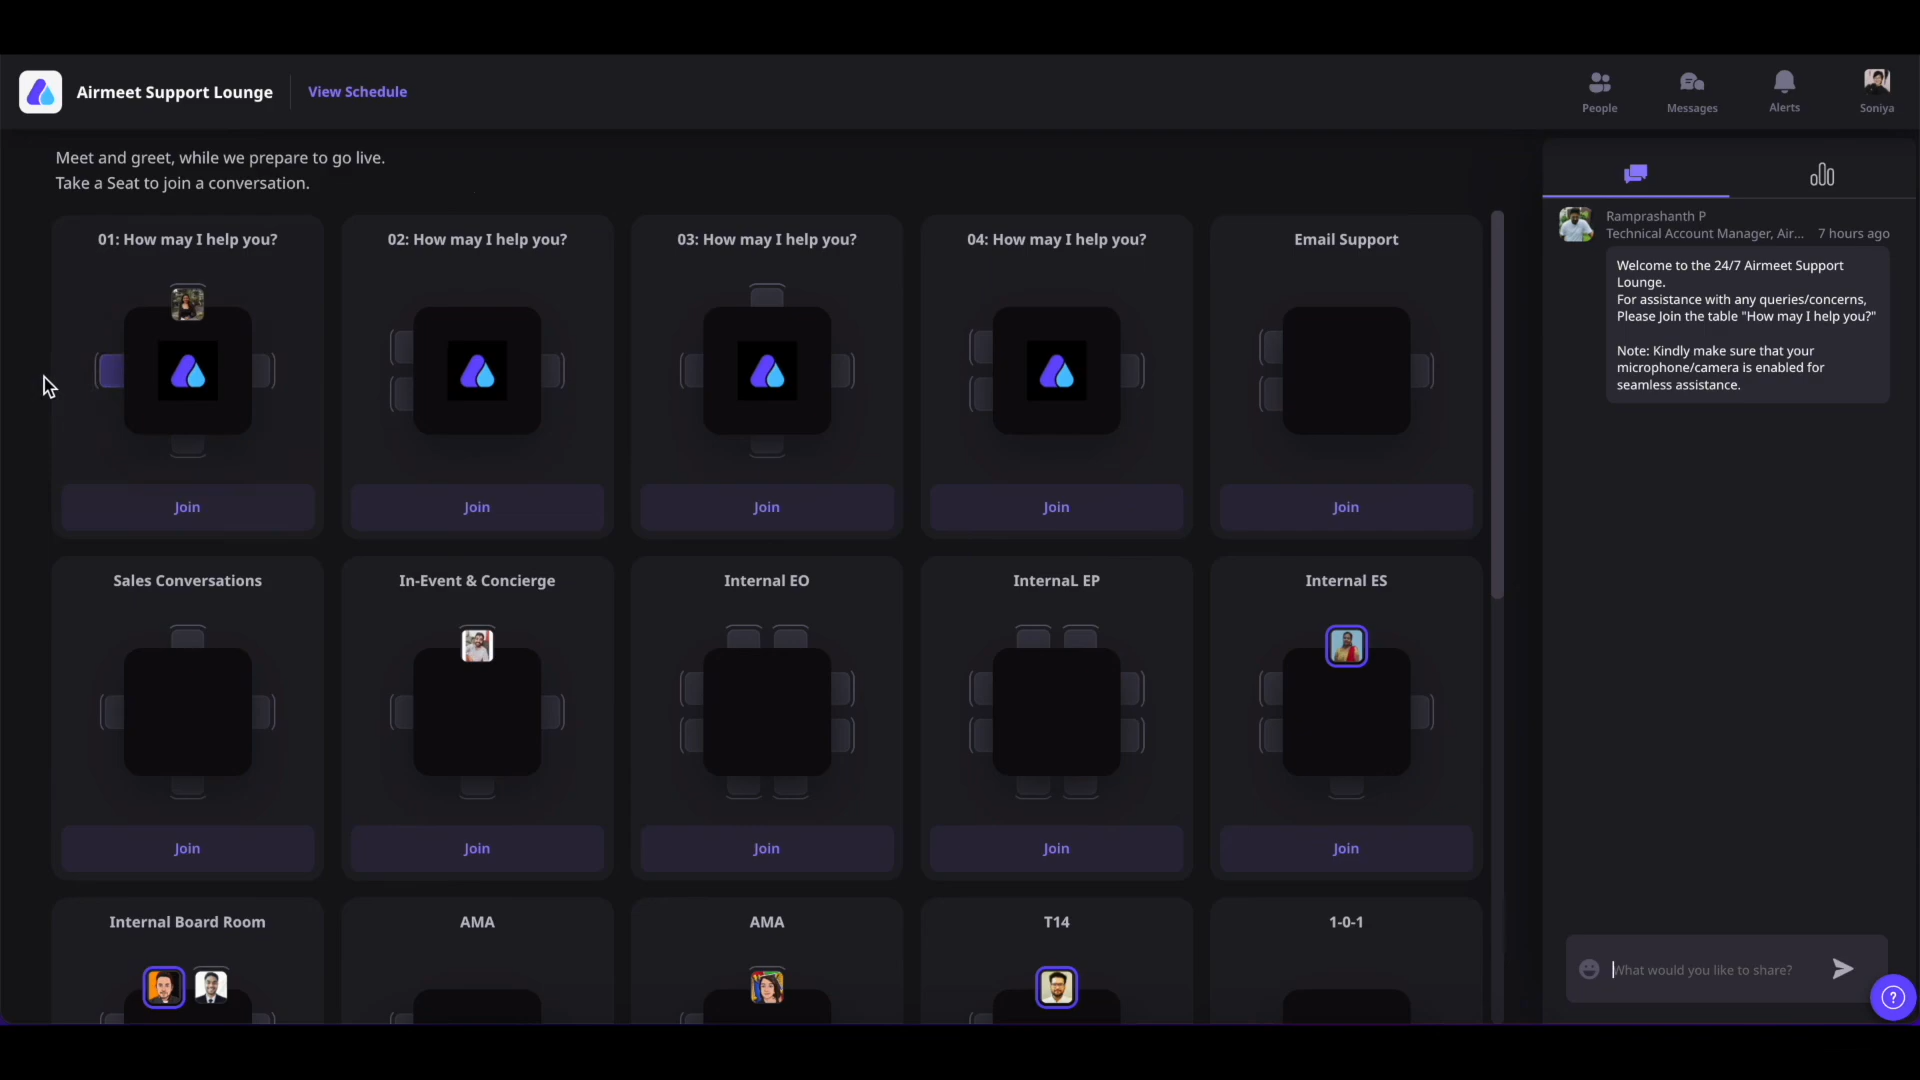 Airmeet Support Lounge
View Schedule
People
Messages
Alerts
Soniya
Meet and greet, while we prepare to go live.
Take a Seat to join a conversation.
01: How may I help you?
02: How may I help you?
03: How may I help you?
04: How may I help you?
Email Support
Join
Join
Join
Join
Join
Sales Conversations
In-Event & Concierge
Internal EO
InternaL EP
Internal ES
Join
Join
Join
Join
Join
Internal Board Room
AMA
AMA
T14
1-0-1
Ramprashanth P
Technical Account Manager, Air...
7 hours ago
Welcome to the 24/7 Airmeet Support
Lounge.
For assistance with any queries/concerns,
Please Join the table "How may I help you?"
Note: Kindly make sure that your
microphone/camera is enabled for
seamless assistance.
What would you like to share?
?